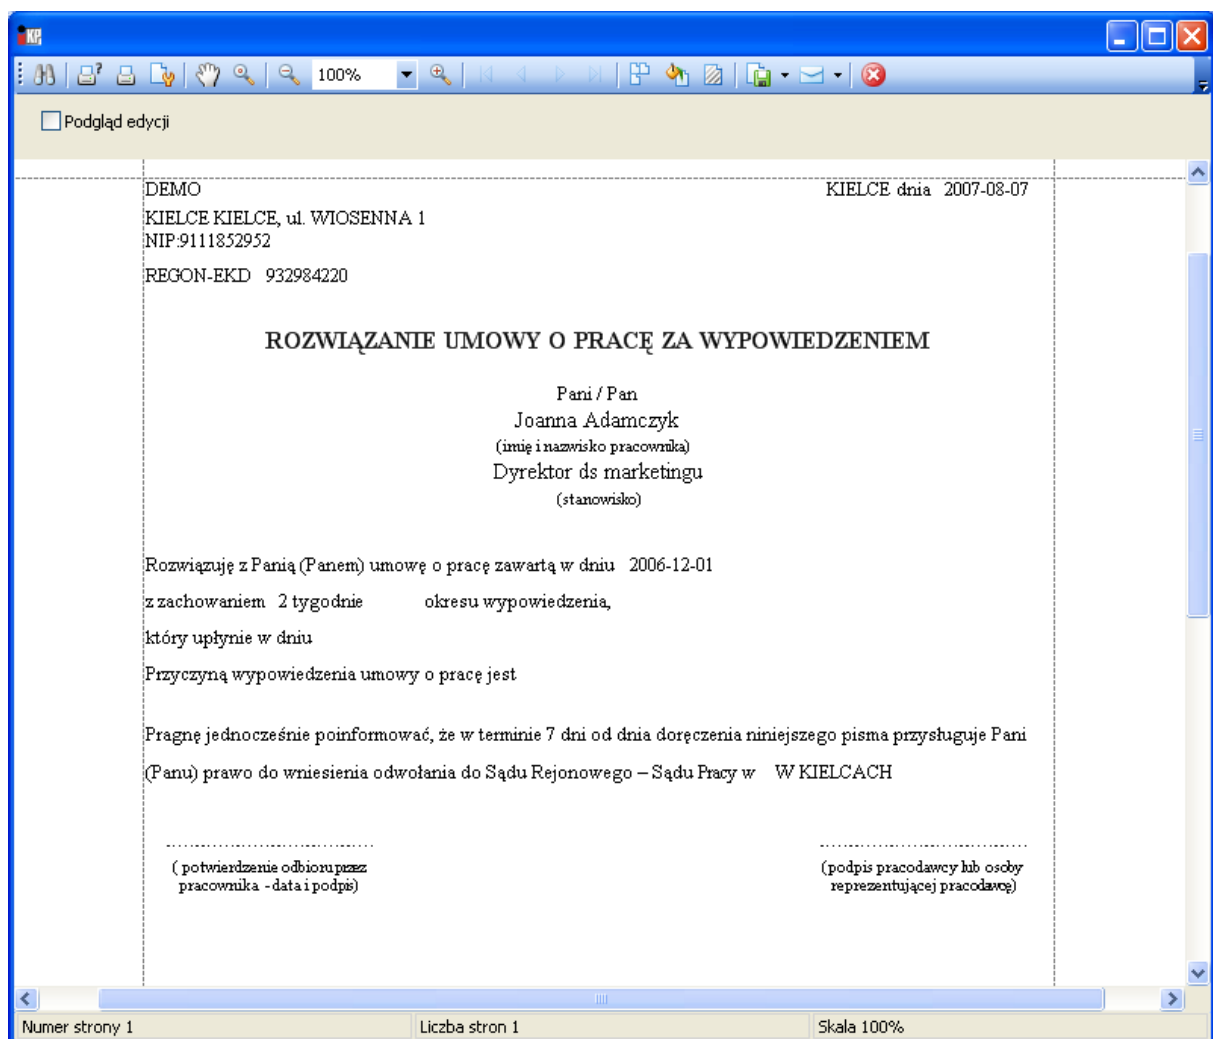 KP
100%
Podgląd edycji
DEMO KIELCE dnia 2007-08-07
KIELCE KIELCE, ul. WIOSENNA 1
NIP:9111852952
REGON-EKD 932984220
ROZWIĄZANIE UMOWY O PRACĘ ZA WYPOWIEDZENIEM
Pani / Pan
Joanna Adamczyk
(imię i nazwisko pracownika)
Dyrektor ds marketingu
(stanowisko)
Rozwiązuję z Panią (Panem) umowę o pracę zawartą w dniu 2006-12-01
z zachowaniem 2 tygodnie okresu wypowiedzenia,
który upłynie w dniu
Przyczyną wypowiedzenia umowy o pracę jest
Pragnę jednocześnie poinformować, że w terminie 7 dni od dnia doręczenia niniejszego pisma przysługuje Pani
(Panu) prawo do wniesienia odwołania do Sądu Rejonowego – Sądu Pracy w W KIELCACH
( potwierdzenie odbioru przez (podpis pracodawcy lub osoby
pracownika - data i podpis) reprezentującej pracodawcę)
Numer strony 1 Liczba stron 1 Skala 100%